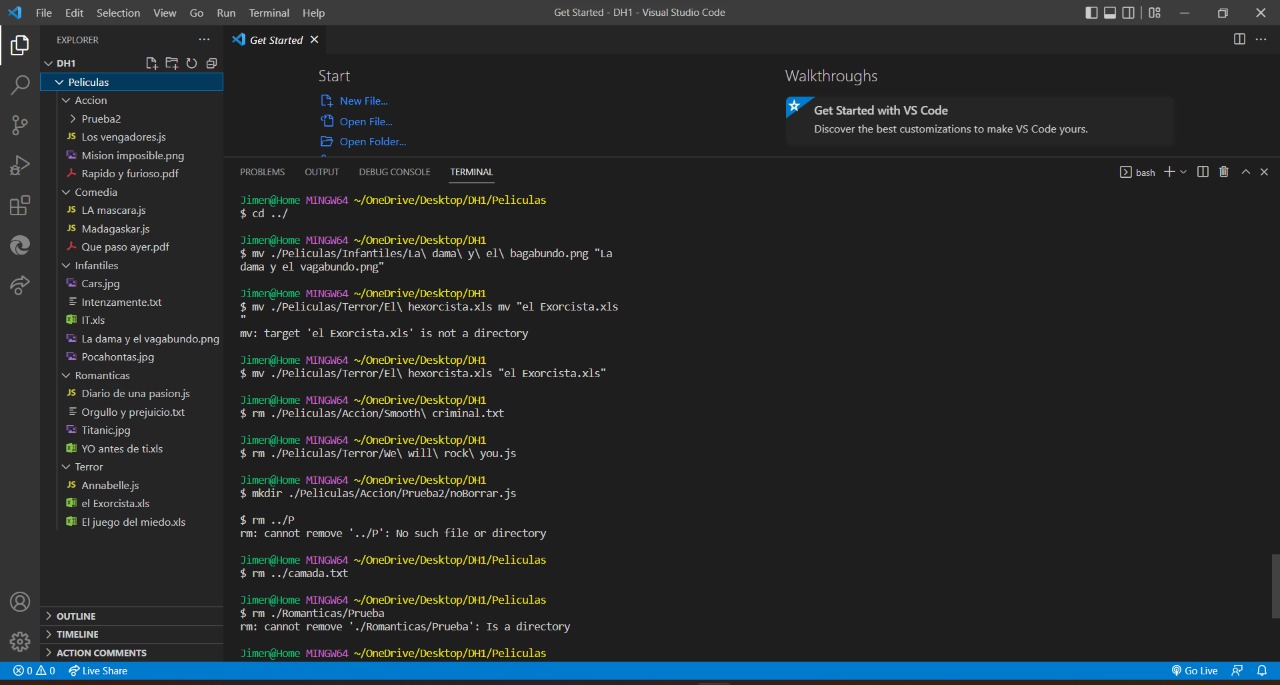 File Edit Selection View Go Run Terminal Help Get Started - DH1 - Visual Studio Code
EXPLORER ···
DH1
Peliculas
Accion
Prueba2
JS Los vengadores.js
Mision imposible.png
Rapido y furioso.pdf
Comedia
JS LA mascara.js
JS Madagaskar.js
Que paso ayer.pdf
Infantiles
Cars.jpg
Intenzamente.txt
IT.xls
La dama y el vagabundo.png
Pocahontas.jpg
Romanticas
JS Diario de una pasion.js
Orgullo y prejuicio.txt
Titanic.jpg
YO antes de ti.xls
Terror
JS Annabelle.js
el Exorcista.xls
El juego del miedo.xls
OUTLINE
TIMELINE
ACTION COMMENTS
Get Started
Start
New File...
Open File...
Open Folder...
Walkthroughs
Get Started with VS Code
Discover the best customizations to make VS Code yours.
PROBLEMS OUTPUT DEBUG CONSOLE TERMINAL bash
Jimen@Home MINGW64 ~/OneDrive/Desktop/DH1/Peliculas
$ cd ../
Jimen@Home MINGW64 ~/OneDrive/Desktop/DH1
$ mv ./Peliculas/Infantiles/La\ dama\ y\ el\ bagabundo.png "La
dama y el vagabundo.png"
Jimen@Home MINGW64 ~/OneDrive/Desktop/DH1
$ mv ./Peliculas/Terror/El\ hexorcista.xls mv "el Exorcista.xls
"
mv: target 'el Exorcista.xls' is not a directory
Jimen@Home MINGW64 ~/OneDrive/Desktop/DH1
$ mv ./Peliculas/Terror/El\ hexorcista.xls "el Exorcista.xls"
Jimen@Home MINGW64 ~/OneDrive/Desktop/DH1
$ rm ./Peliculas/Accion/Smooth\ criminal.txt
Jimen@Home MINGW64 ~/OneDrive/Desktop/DH1
$ rm ./Peliculas/Terror/We\ will\ rock\ you.js
Jimen@Home MINGW64 ~/OneDrive/Desktop/DH1
$ mkdir ./Peliculas/Accion/Prueba2/noBorrar.js
$ rm ../P
rm: cannot remove '../P': No such file or directory
Jimen@Home MINGW64 ~/OneDrive/Desktop/DH1/Peliculas
$ rm ../camada.txt
Jimen@Home MINGW64 ~/OneDrive/Desktop/DH1/Peliculas
$ rm ./Romanticas/Prueba
rm: cannot remove './Romanticas/Prueba': Is a directory
Jimen@Home MINGW64 ~/OneDrive/Desktop/DH1/Peliculas
0 0 Live Share Go Live